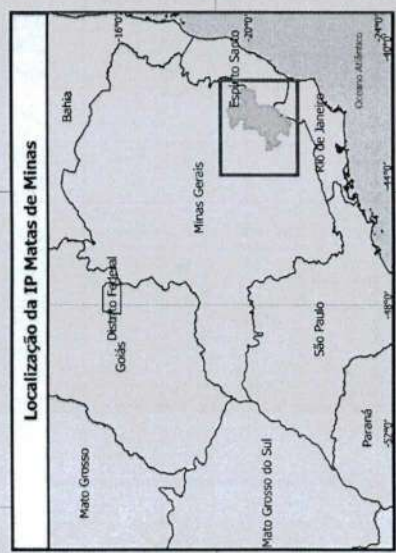 Localização da IP Matas de Minas
Bahia
-16°0'
Mato Grosso
Distrito Federal
Goiás
Minas Gerais
Espírito Santo
-20°0'
Mato Grosso do Sul
São Paulo
Rio de Janeiro
Paraná
Oceano Atlântico
-24°0'
-52°0'
-48°0'
-44°0'
-40°0'